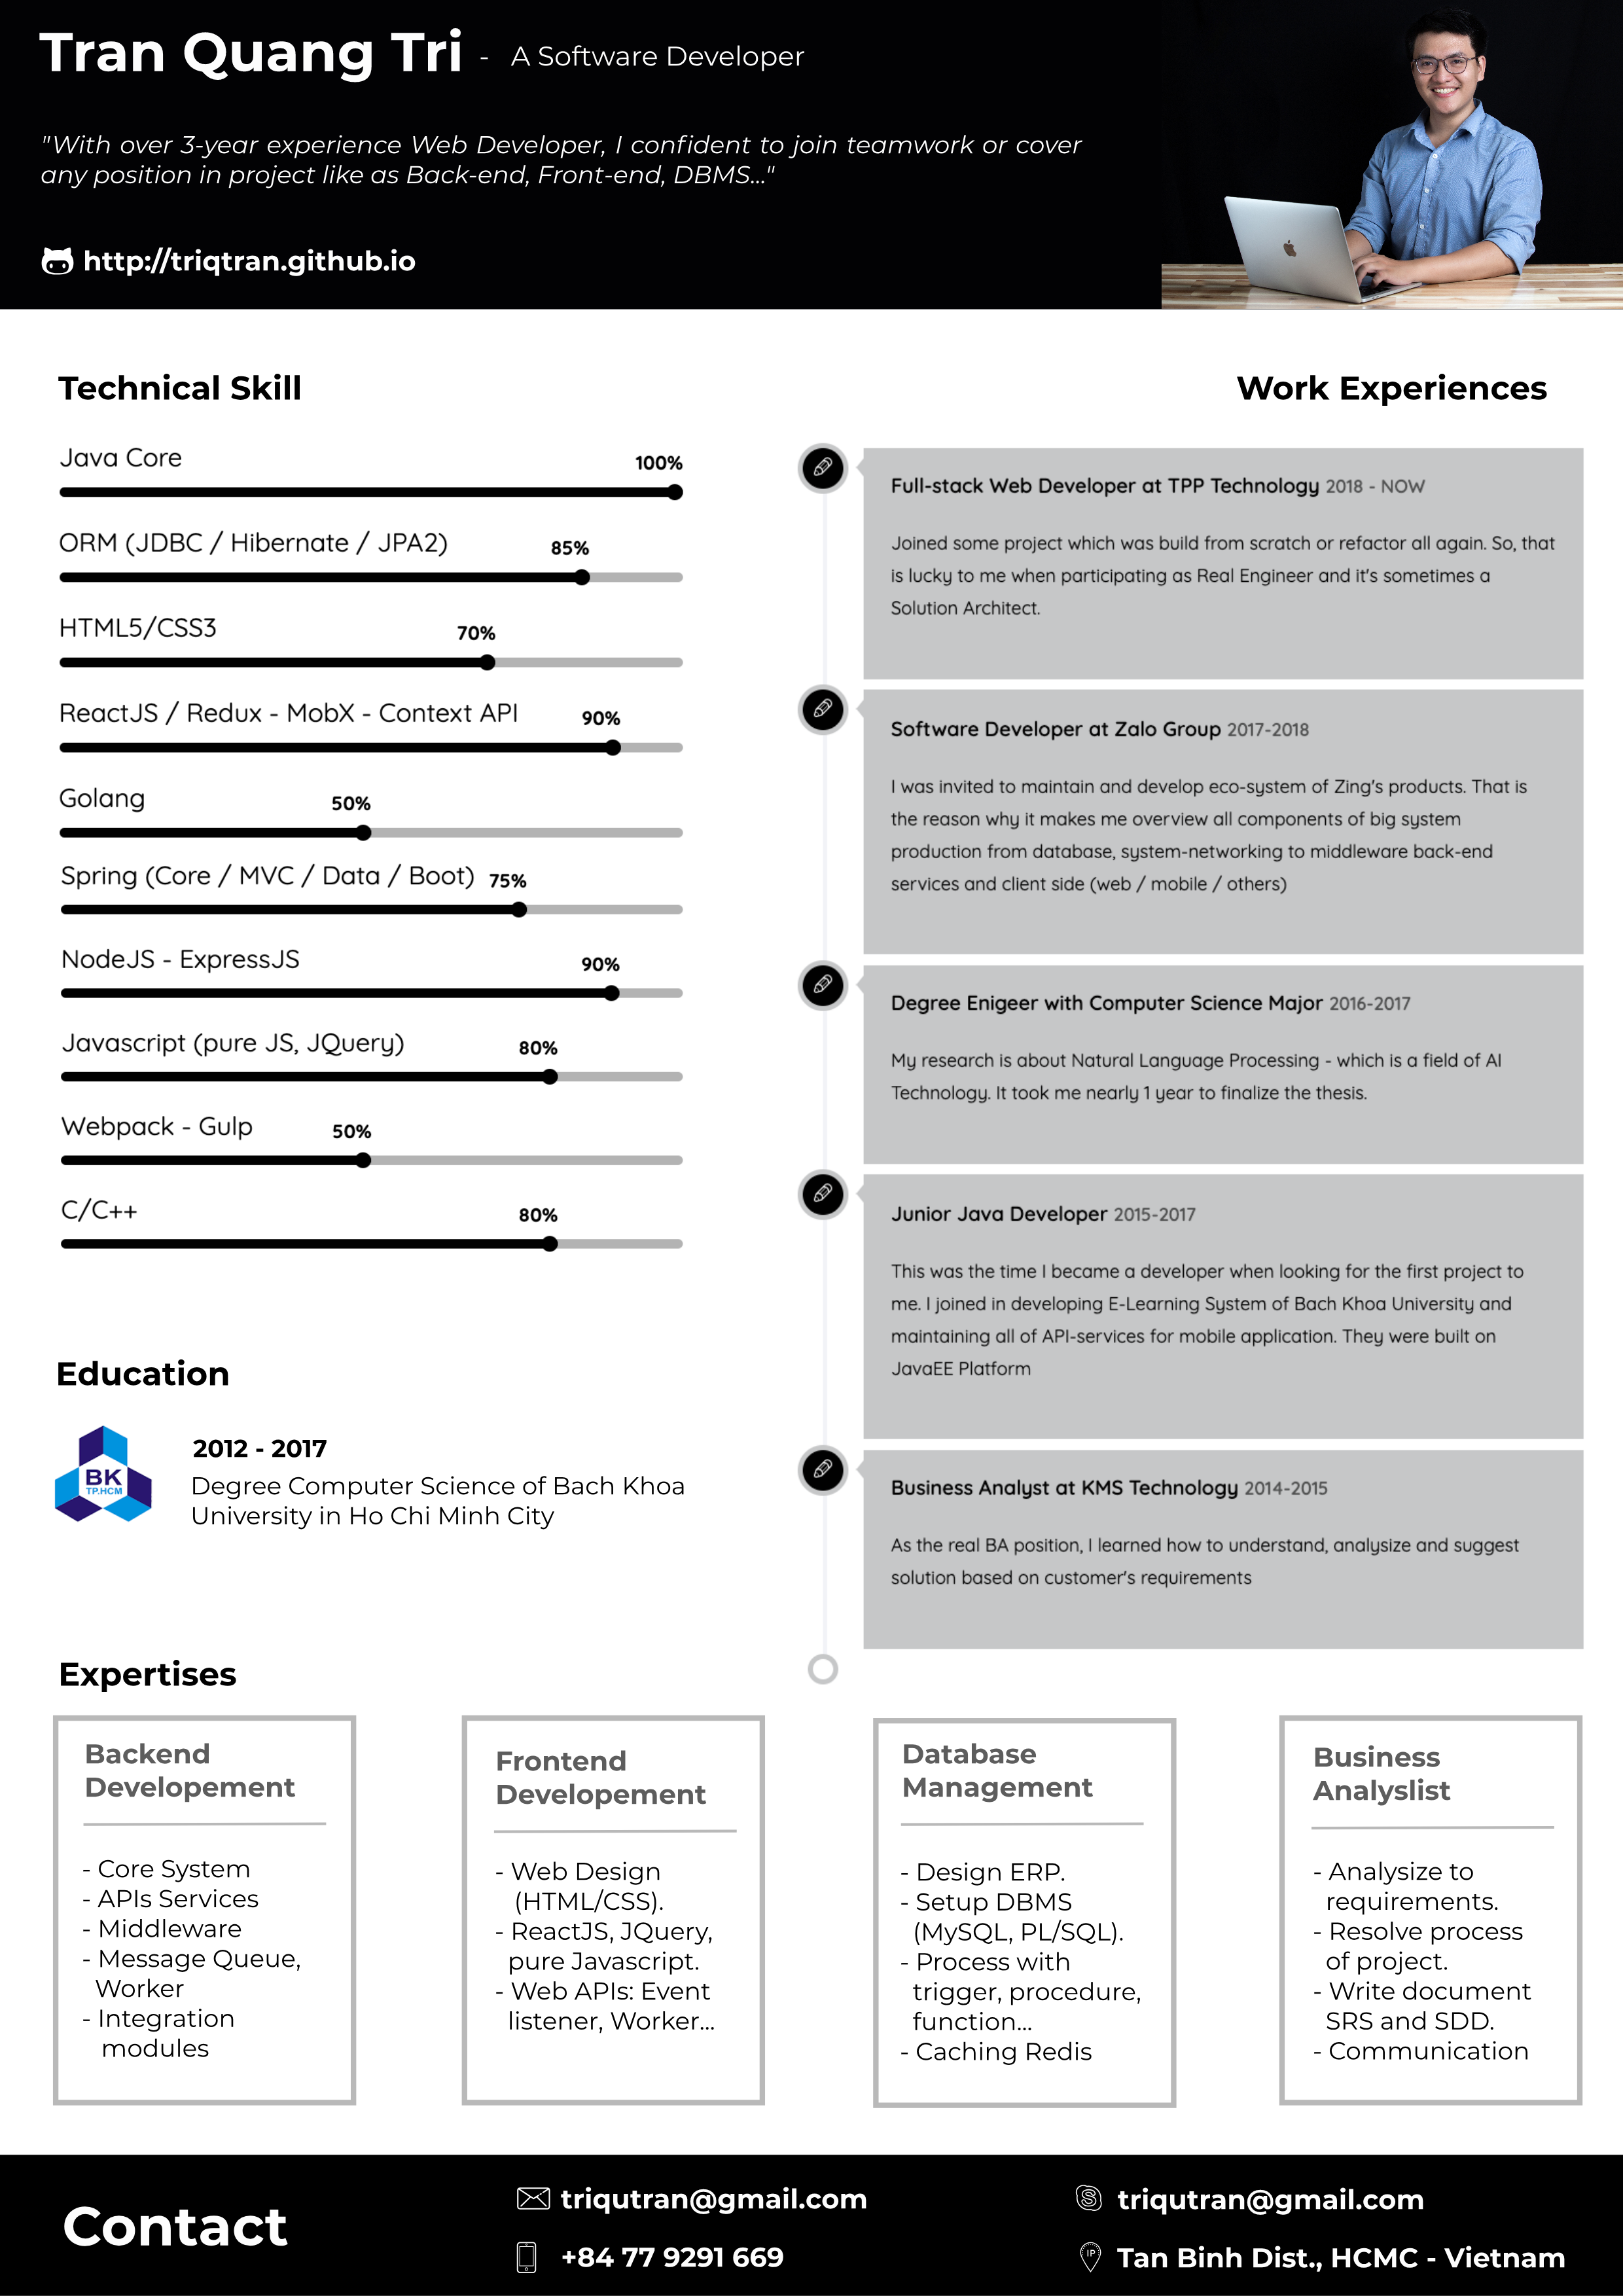 Tran Quang Tri - A Software Developer
"With over 3-year experience Web Developer, I confident to join teamwork or cover
any position in project like as Back-end, Front-end, DBMS..."
http://triqtran.github.io
Technical Skill
Java Core 100%
ORM (JDBC / Hibernate / JPA2) 85%
HTML5/CSS3 70%
ReactJS / Redux - MobX - Context API 90%
Golang 50%
Spring (Core / MVC / Data / Boot) 75%
NodeJS - ExpressJS 90%
Javascript (pure JS, JQuery) 80%
Webpack - Gulp 50%
C/C++ 80%
Education
BK
TP.HCM
2012 - 2017
Degree Computer Science of Bach Khoa
University in Ho Chi Minh City
Work Experiences
Full-stack Web Developer at TPP Technology 2018 - NOW
Joined some project which was build from scratch or refactor all again. So, that
is lucky to me when participating as Real Engineer and it's sometimes a
Solution Architect.
Software Developer at Zalo Group 2017-2018
I was invited to maintain and develop eco-system of Zing's products. That is
the reason why it makes me overview all components of big system
production from database, system-networking to middleware back-end
services and client side (web / mobile / others)
Degree Enigeer with Computer Science Major 2016-2017
My research is about Natural Language Processing - which is a field of AI
Technology. It took me nearly 1 year to finalize the thesis.
Junior Java Developer 2015-2017
This was the time I became a developer when looking for the first project to
me. I joined in developing E-Learning System of Bach Khoa University and
maintaining all of API-services for mobile application. They were built on
JavaEE Platform
Business Analyst at KMS Technology 2014-2015
As the real BA position, I learned how to understand, analysize and suggest
solution based on customer's requirements
Expertises
Backend
Developement
- Core System
- APIs Services
- Middleware
- Message Queue,
Worker
- Integration
modules
Frontend
Developement
- Web Design
(HTML/CSS).
- ReactJS, JQuery,
pure Javascript.
- Web APIs: Event
listener, Worker...
Database
Management
- Design ERP.
- Setup DBMS
(MySQL, PL/SQL).
- Process with
trigger, procedure,
function...
- Caching Redis
Business
Analyslist
- Analysize to
requirements.
- Resolve process
of project.
- Write document
SRS and SDD.
- Communication
Contact
triqutran@gmail.com
+84 77 9291 669
triqutran@gmail.com
IP
Tan Binh Dist., HCMC - Vietnam